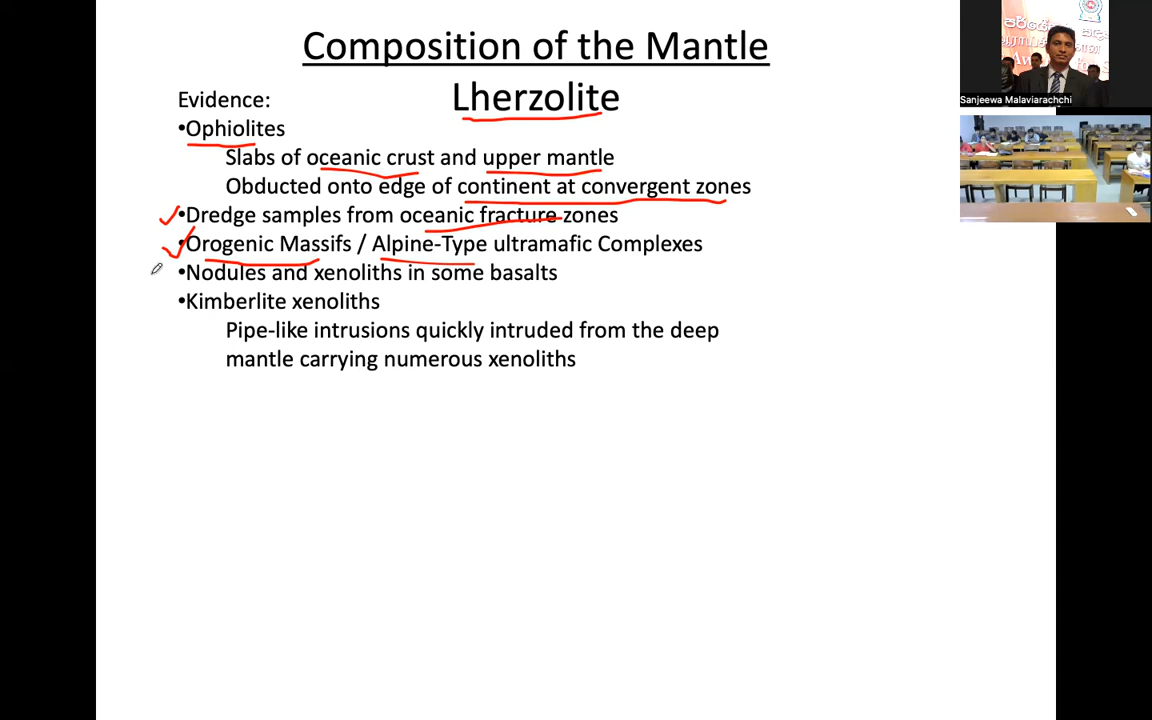 Composition of the Mantle
Lherzolite
Evidence:
•Ophiolites
Slabs of oceanic crust and upper mantle
Obducted onto edge of continent at convergent zones
•Dredge samples from oceanic fracture zones
•Orogenic Massifs / Alpine-Type ultramafic Complexes
•Nodules and xenoliths in some basalts
•Kimberlite xenoliths
Pipe-like intrusions quickly intruded from the deep
mantle carrying numerous xenoliths
Sanjeewa Malaviarachchi